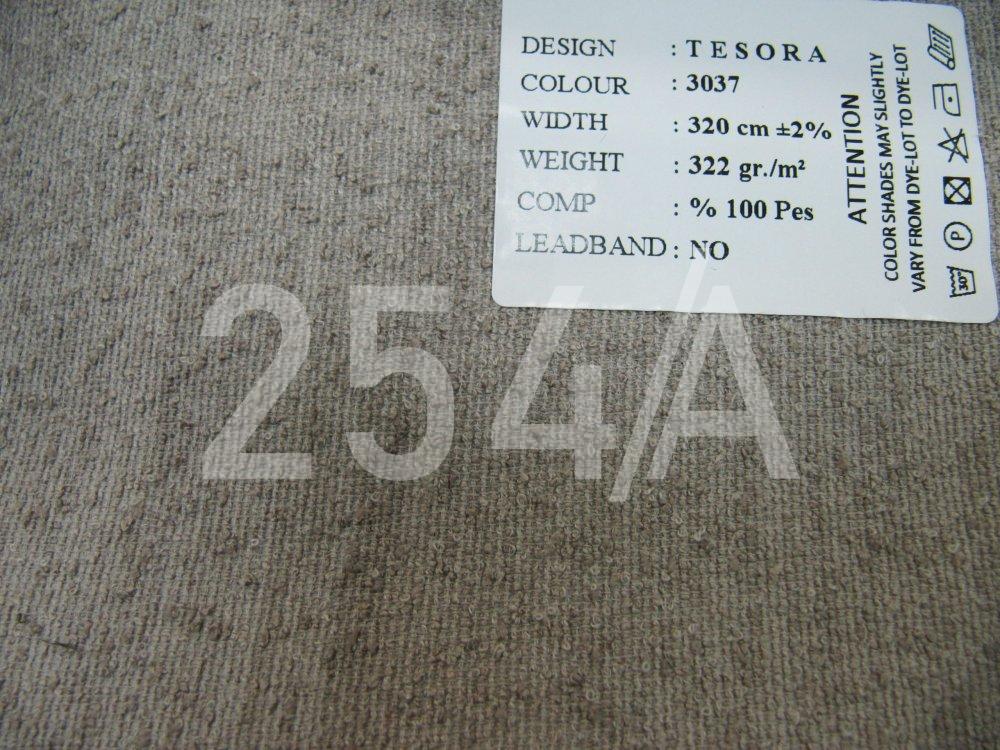 DESIGN : TESORA
COLOUR : 3037
WIDTH : 320 cm ±2%
WEIGHT : 322 gr./m²
COMP : % 100 Pes
LEADBAND : NO
ATTENTION
COLOR SHADES MAY SLIGHTLY
VARY FROM DYE-LOT TO DYE-LOT
P
30°
254/A